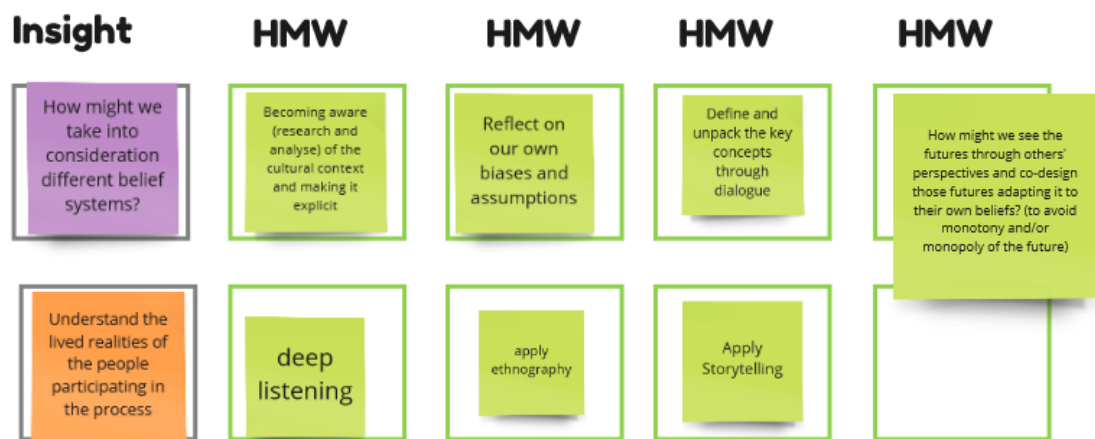 Insight
HMW
HMW
HMW
HMW
How might we
take into
consideration
different belief
systems?
Becoming aware
(research and
analyse) of the
cultural context
and making it
explicit
Reflect on
our own
biases and
assumptions
Define and
unpack the key
concepts
through
dialogue
How might we see the
futures through others'
perspectives and co-design
those futures adapting it to
their own beliefs? (to avoid
monotony and/or
monopoly of the future)
Understand the
lived realities of
the people
participating in
the process
deep
listening
apply
ethnography
Apply
Storytelling